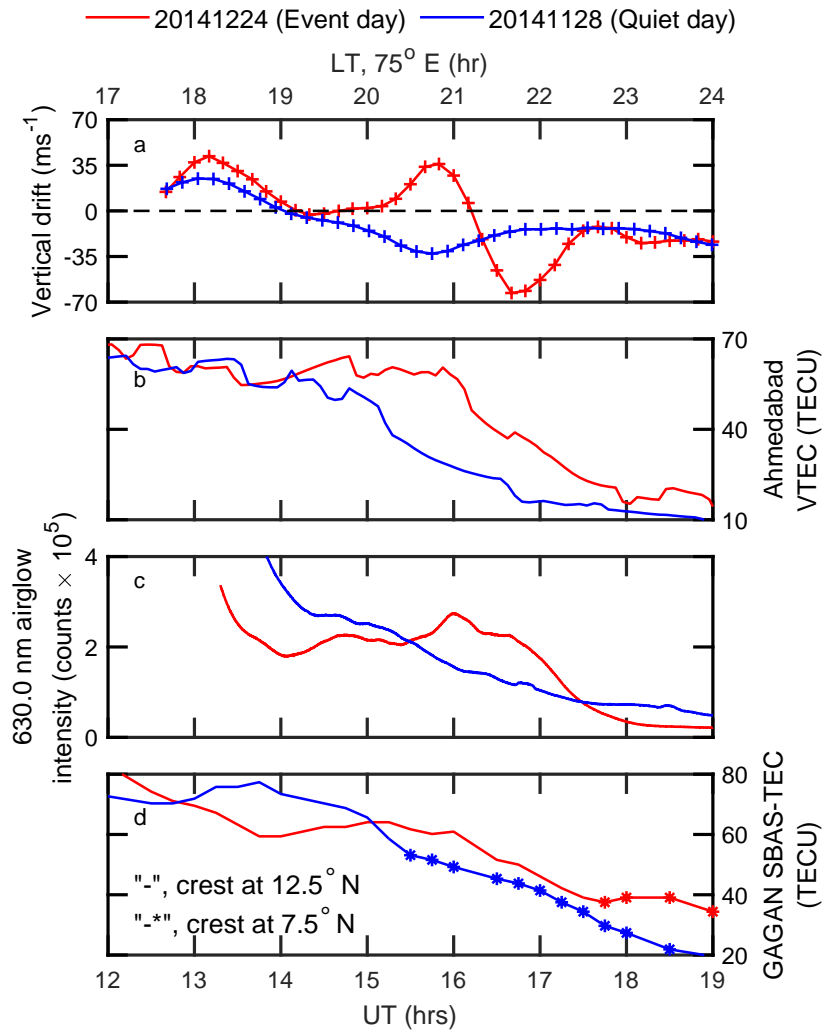 20141224 (Event day) 20141128 (Quiet day)
LT, 75° E (hr)
17 18 19 20 21 22 23 24
Vertical drift (ms⁻¹)
70
35
0
-35
-70
a
Ahmedabad
VTEC (TECU)
70
40
10
b
630.0 nm airglow
intensity (counts × 10⁵)
4
2
0
c
GAGAN SBAS-TEC
(TECU)
80
60
40
20
d
"-", crest at 12.5° N
"-*", crest at 7.5° N
12 13 14 15 16 17 18 19
UT (hrs)